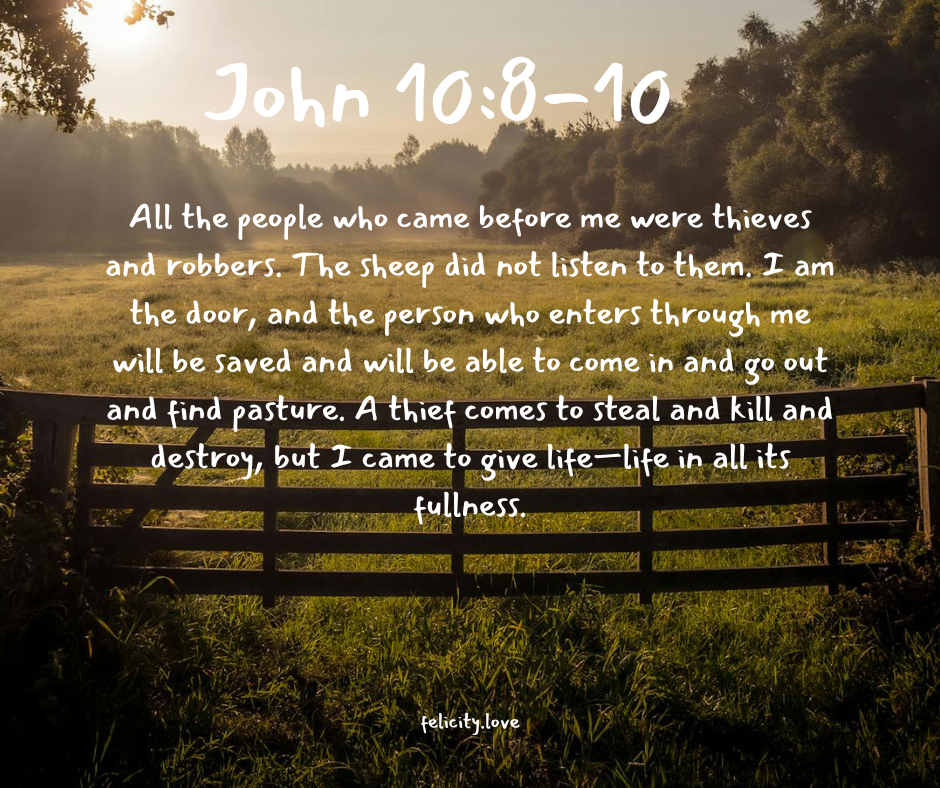 John 10:8-10
All the people who came before me were thieves
and robbers. The sheep did not listen to them. I am
the door, and the person who enters through me
will be saved and will be able to come in and go out
and find pasture. A thief comes to steal and kill and
destroy, but I came to give life—life in all its
fullness.
felicity.love